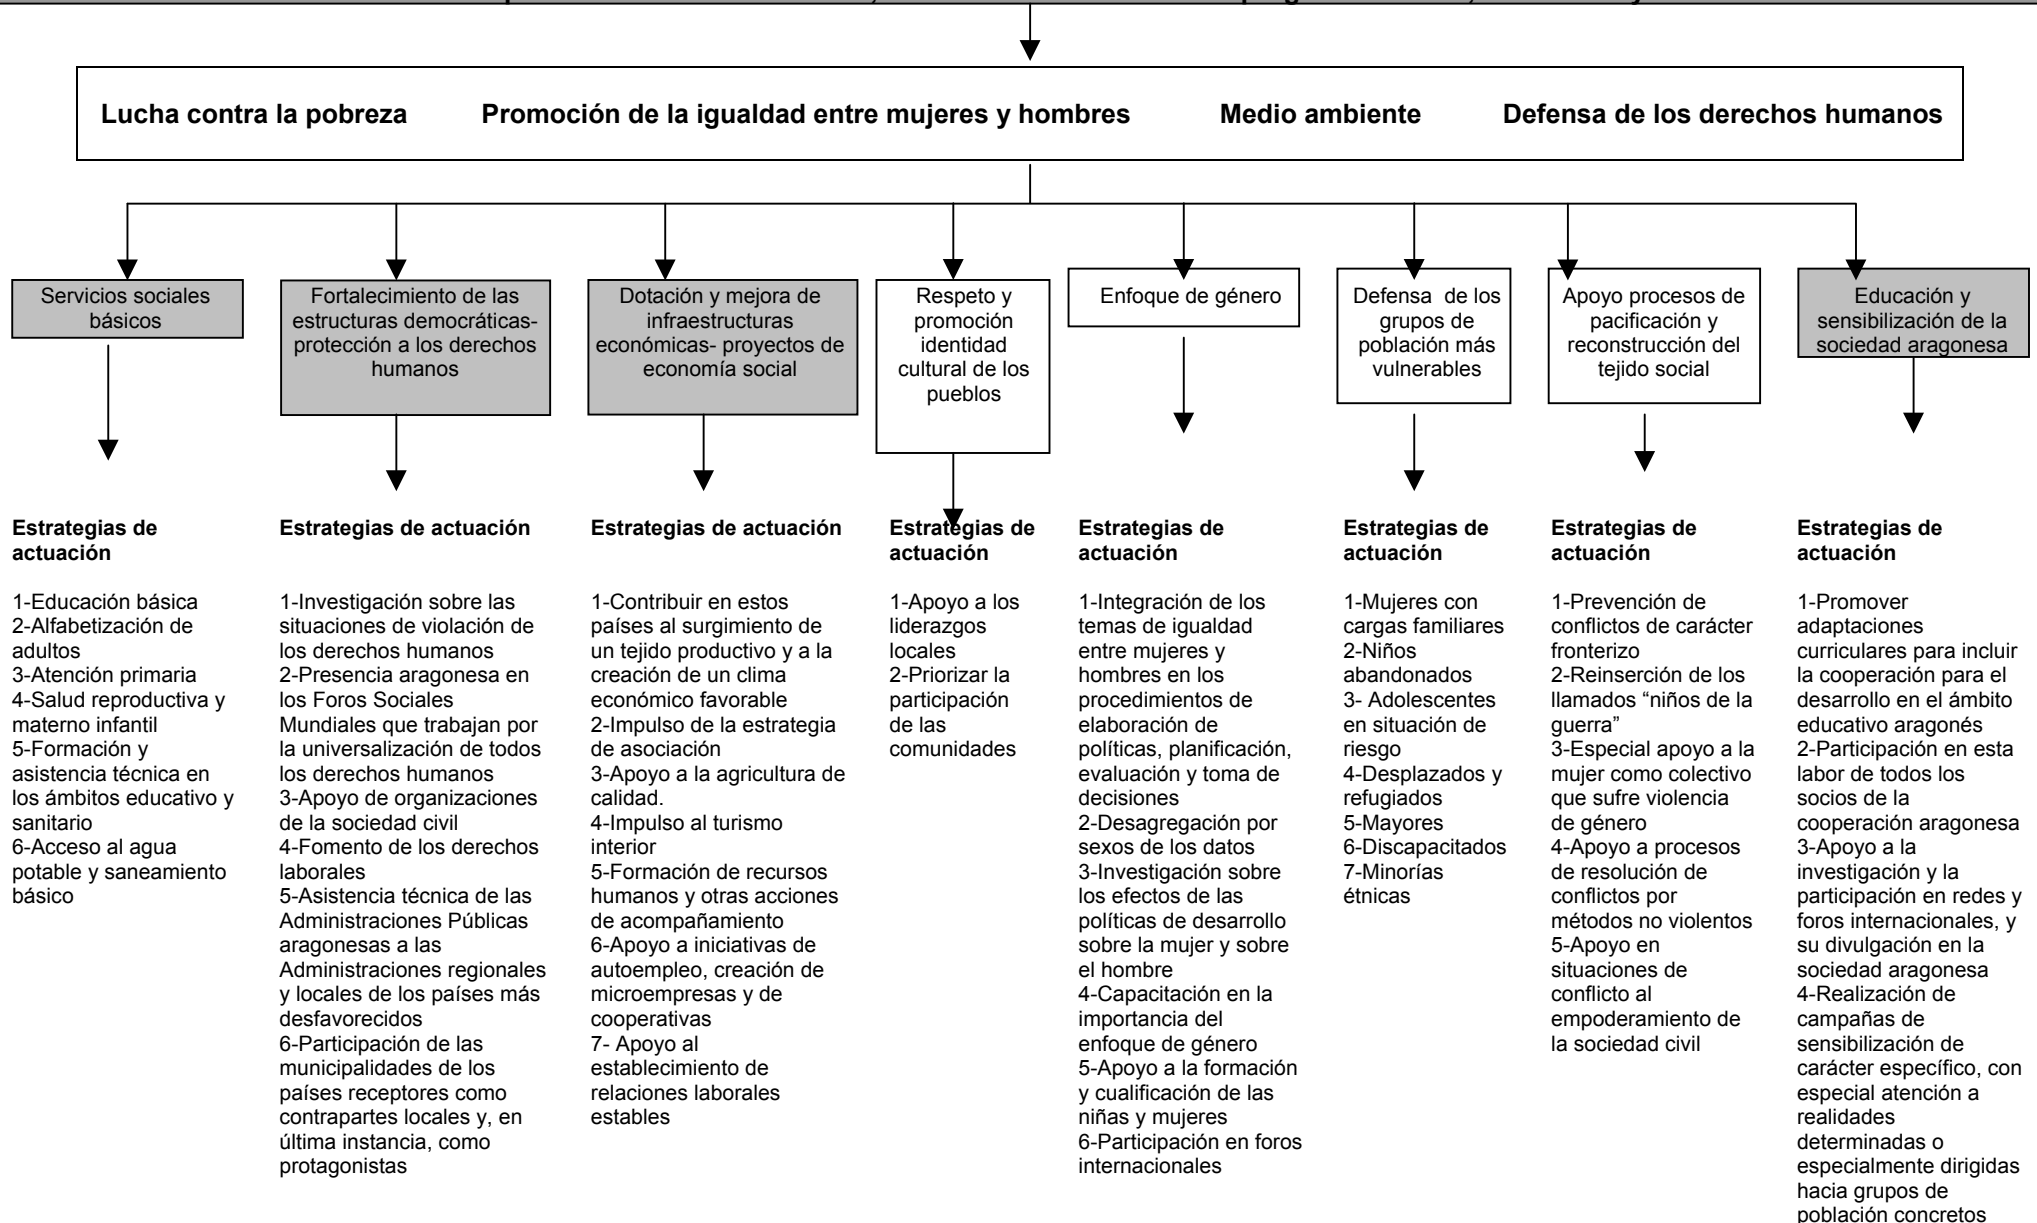 Lucha contra la pobreza Promoción de la igualdad entre mujeres y hombres Medio ambiente Defensa de los derechos humanos
Servicios sociales
básicos
Fortalecimiento de las
estructuras democráticas-
protección a los derechos
humanos
Dotación y mejora de
infraestructuras
económicas- proyectos de
economía social
Respeto y
promoción
identidad
cultural de los
pueblos
Enfoque de género
Defensa de los
grupos de
población más
vulnerables
Apoyo procesos de
pacificación y
reconstrucción del
tejido social
Educación y
sensibilización de la
sociedad aragonesa
Estrategias de
actuación
1-Educación básica
2-Alfabetización de
adultos
3-Atención primaria
4-Salud reproductiva y
materno infantil
5-Formación y
asistencia técnica en
los ámbitos educativo y
sanitario
6-Acceso al agua
potable y saneamiento
básico
Estrategias de actuación
1-Investigación sobre las
situaciones de violación de
los derechos humanos
2-Presencia aragonesa en
los Foros Sociales
Mundiales que trabajan por
la universalización de todos
los derechos humanos
3-Apoyo de organizaciones
de la sociedad civil
4-Fomento de los derechos
laborales
5-Asistencia técnica de las
Administraciones Públicas
aragonesas a las
Administraciones regionales
y locales de los países más
desfavorecidos
6-Participación de las
municipalidades de los
países receptores como
contrapartes locales y, en
última instancia, como
protagonistas
Estrategias de actuación
1-Contribuir en estos
países al surgimiento de
un tejido productivo y a la
creación de un clima
económico favorable
2-Impulso de la estrategia
de asociación
3-Apoyo a la agricultura de
calidad.
4-Impulso al turismo
interior
5-Formación de recursos
humanos y otras acciones
de acompañamiento
6-Apoyo a iniciativas de
autoempleo, creación de
microempresas y de
cooperativas
7- Apoyo al
establecimiento de
relaciones laborales
estables
Estrategias de
actuación
1-Apoyo a los
liderazgos
locales
2-Priorizar la
participación
de las
comunidades
Estrategias de
actuación
1-Integración de los
temas de igualdad
entre mujeres y
hombres en los
procedimientos de
elaboración de
políticas, planificación,
evaluación y toma de
decisiones
2-Desagregación por
sexos de los datos
3-Investigación sobre
los efectos de las
políticas de desarrollo
sobre la mujer y sobre
el hombre
4-Capacitación en la
importancia del
enfoque de género
5-Apoyo a la formación
y cualificación de las
niñas y mujeres
6-Participación en foros
internacionales
Estrategias de
actuación
1-Mujeres con
cargas familiares
2-Niños
abandonados
3- Adolescentes
en situación de
riesgo
4-Desplazados y
refugiados
5-Mayores
6-Discapacitados
7-Minorías
étnicas
Estrategias de
actuación
1-Prevención de
conflictos de carácter
fronterizo
2-Reinserción de los
llamados “niños de la
guerra”
3-Especial apoyo a la
mujer como colectivo
que sufre violencia
de género
4-Apoyo a procesos
de resolución de
conflictos por
métodos no violentos
5-Apoyo en
situaciones de
conflicto al
empoderamiento de
la sociedad civil
Estrategias de
actuación
1-Promover
adaptaciones
curriculares para incluir
la cooperación para el
desarrollo en el ámbito
educativo aragonés
2-Participación en esta
labor de todos los
socios de la
cooperación aragonesa
3-Apoyo a la
investigación y la
participación en redes y
foros internacionales, y
su divulgación en la
sociedad aragonesa
4-Realización de
campañas de
sensibilización de
carácter específico, con
especial atención a
realidades
determinadas o
especialmente dirigidas
hacia grupos de
población concretos